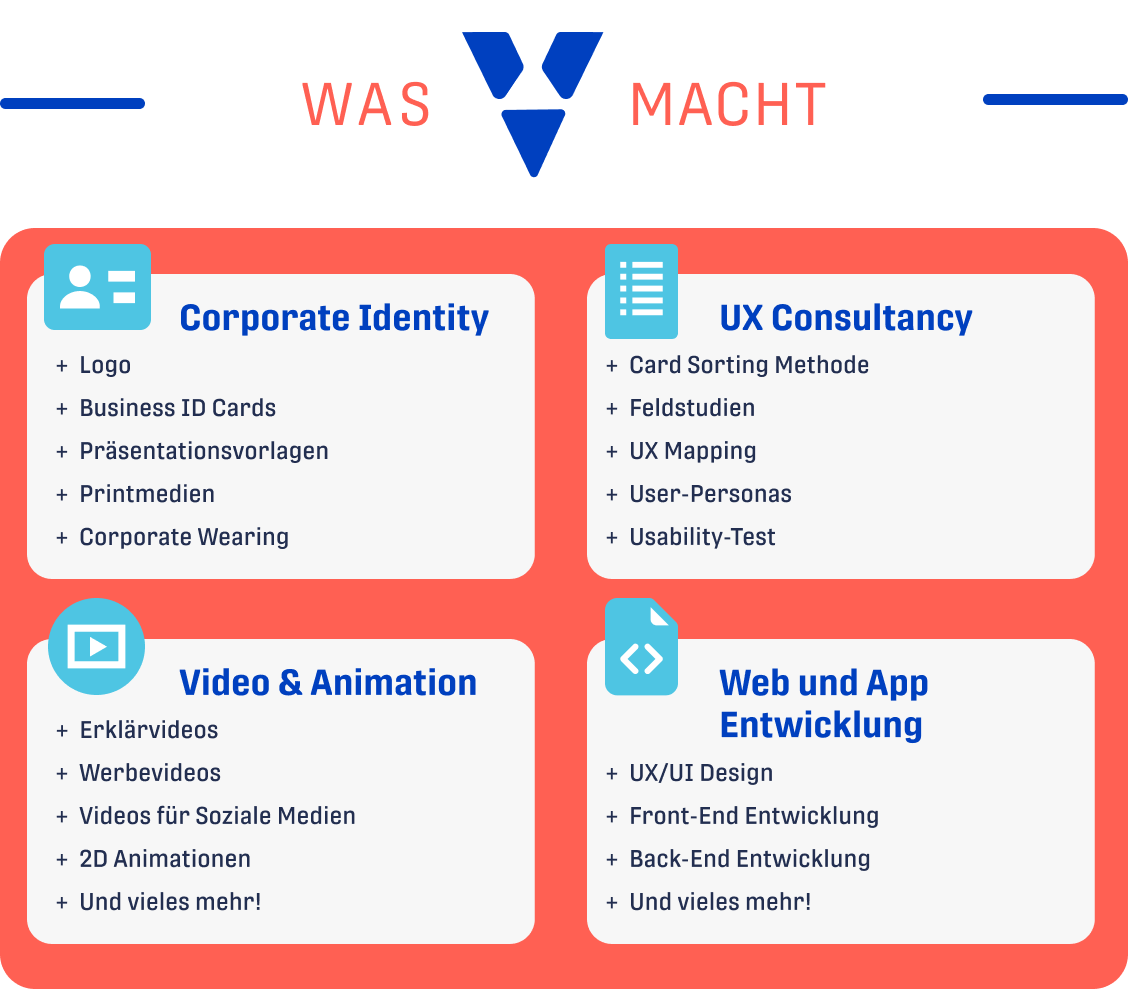 WAS MACHT
Corporate Identity
+ Logo
+ Business ID Cards
+ Präsentationsvorlagen
+ Printmedien
+ Corporate Wearing
UX Consultancy
+ Card Sorting Methode
+ Feldstudien
+ UX Mapping
+ User-Personas
+ Usability-Test
Video & Animation
+ Erklärvideos
+ Werbevideos
+ Videos für Soziale Medien
+ 2D Animationen
+ Und vieles mehr!
Web und App
Entwicklung
+ UX/UI Design
+ Front-End Entwicklung
+ Back-End Entwicklung
+ Und vieles mehr!